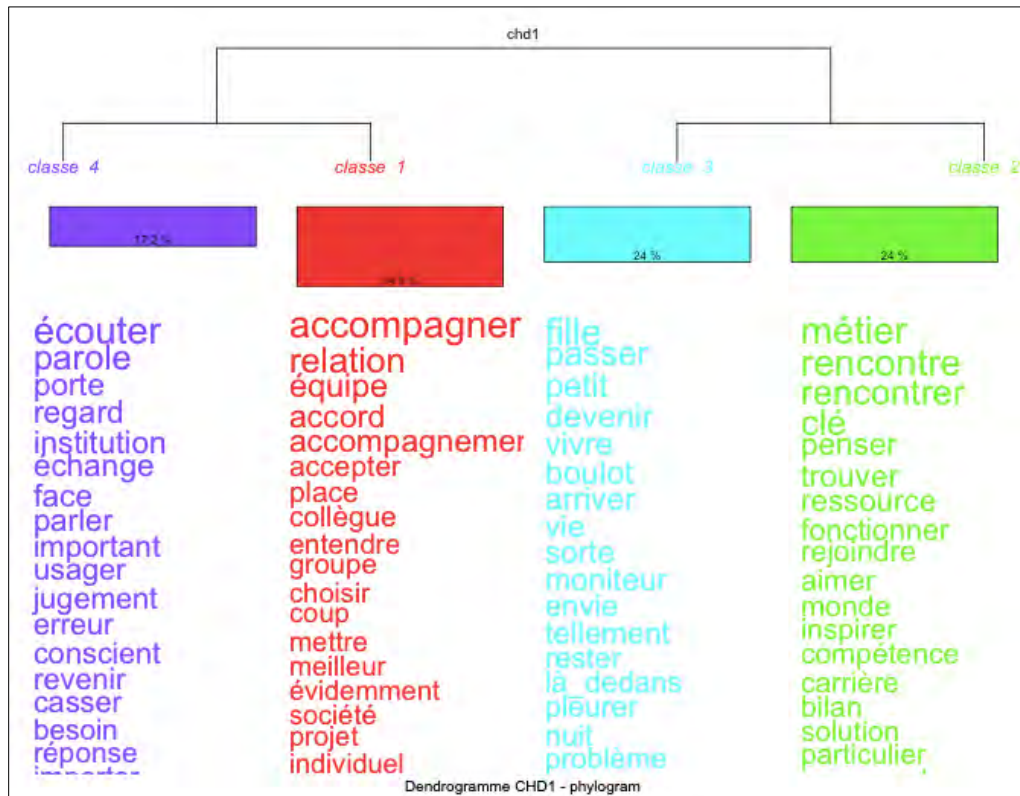 chd1
classe 4
classe 1
classe 3
classe 2
17.2 %
24 %
24 %
écouter
parole
porte
regard
institution
échange
face
parler
important
usager
jugement
erreur
conscient
revenir
casser
besoin
réponse
importer
accompagner
relation
équipe
accord
accompagnemer
accepter
place
collègue
entendre
groupe
choisir
coup
mettre
meilleur
évidemment
société
projet
individuel
fille
passer
petit
devenir
vivre
boulot
arriver
vie
sorte
moniteur
envie
tellement
rester
là_dedans
pleurer
nuit
problème
métier
rencontre
rencontrer
clé
penser
trouver
ressource
fonctionner
rejoindre
aimer
monde
inspirer
compétence
carrière
bilan
solution
particulier
Dendrogramme CHD1 - phylogram